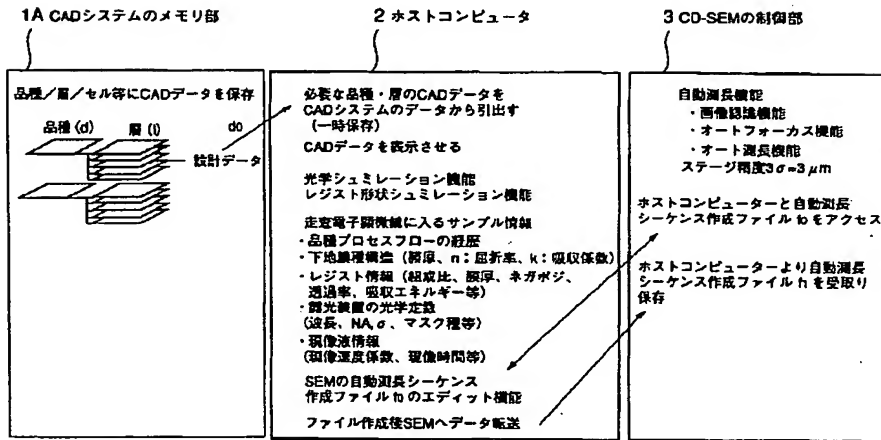 1A CADシステムのメモリ部
品種／層／セル等にCADデータを保存
品種 (d)
層 (l)
do
設計データ
2 ホストコンピュータ
必要な品種・層のCADデータを
CADシステムのデータから引出す
(一時保存)
CADデータを表示させる
光学シュミレーション機能
レジスト形状シュミレーション機能
走査電子顕微鏡に入るサンプル情報
・品種プロセスフローの経歴
・下地膜種構造 (膜厚、n：屈折率、k：吸収係数)
・レジスト情報 (組成比、膜厚、ネガポジ、
透過率、吸収エネルギー等)
・露光装置の光学定数
(波長、NA,σ、マスク種等)
・現像液情報
(現像速度係数、現像時間等)
SEMの自動測長シーケンス
作成ファイル foのエディット機能
ファイル作成後SEMへデータ転送
3 CD-SEMの制御部
自動測長機能
・画像認識機能
・オートフォーカス機能
・オート測長機能
ステージ精度3σ=3μm
ホストコンピューターと自動測長
シーケンス作成ファイル foをアクセス
ホストコンピューターより自動測長
シーケンス作成ファイル f1を受取り
保存